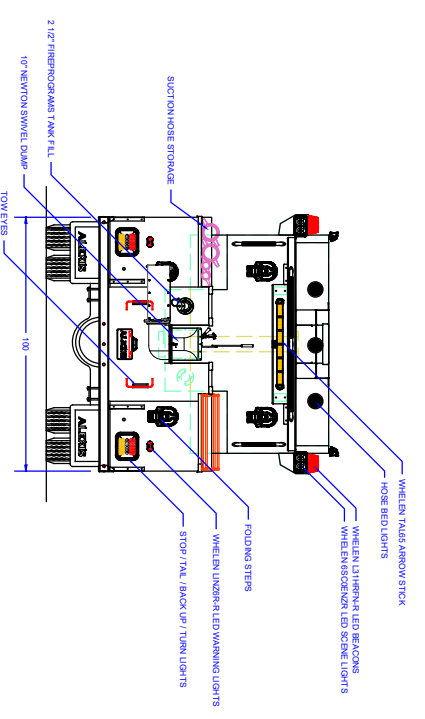 2 1/2" FIREPROGRAMS TANK FILL
10" NEWTON SWIVEL DUMP
TOW EYES
SUCTION HOSE STORAGE
WHELEN TAL65 ARROW STICK
HOSE BED LIGHTS
WHELEN L31HRFN-R LED BEACONS
WHELEN 6SC0ENZR LED SCENE LIGHTS
FOLDING STEPS
WHELEN LINZ6R-R LED WARNING LIGHTS
STOP / TAIL / BACK UP / TURN LIGHTS
100
ALEXIS
ALEXIS
ALEXIS